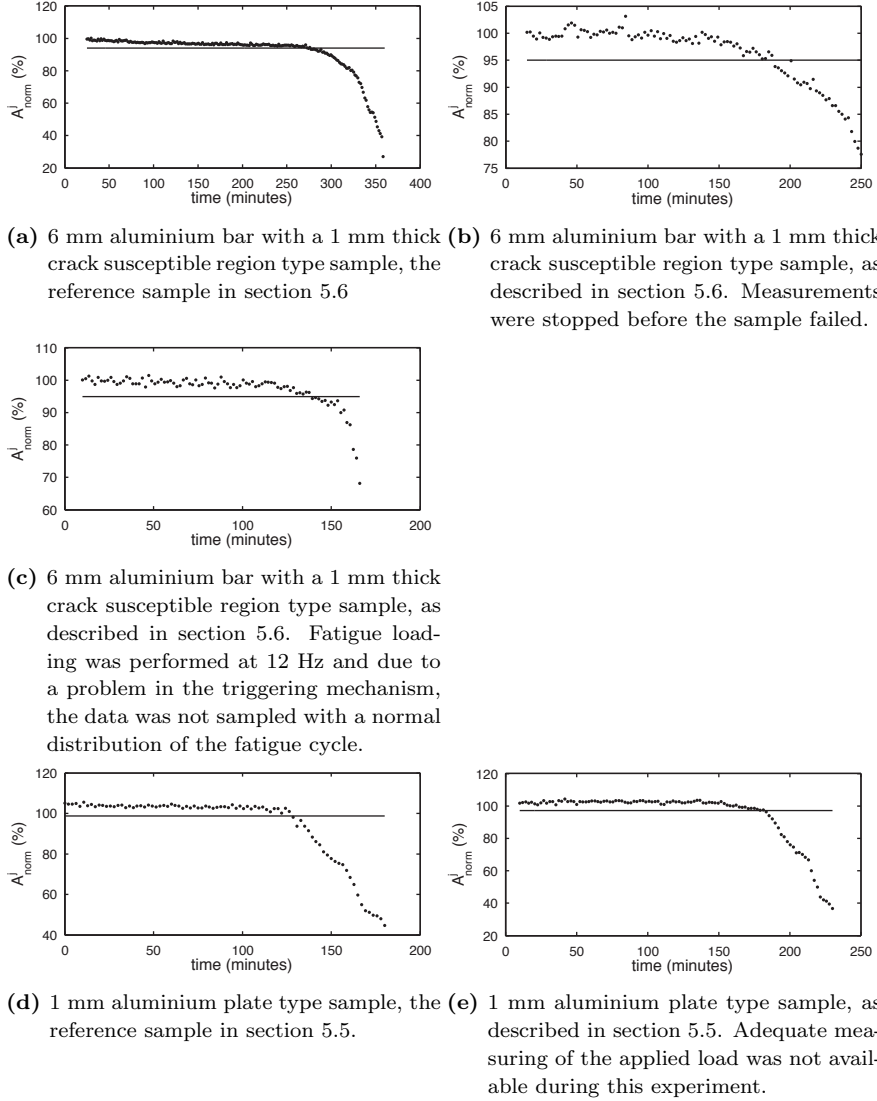 120
100
80
60
40
20
A^j_norm (%)
0 50 100 150 200 250 300 350 400
time (minutes)
105
100
95
90
85
80
75
A^j_norm (%)
0 50 100 150 200 250
time (minutes)
(a) 6 mm aluminium bar with a 1 mm thick
crack susceptible region type sample, the
reference sample in section 5.6
(b) 6 mm aluminium bar with a 1 mm thick
crack susceptible region type sample, as
described in section 5.6. Measurements
were stopped before the sample failed.
110
100
90
80
70
60
A^j_norm (%)
0 50 100 150 200
time (minutes)
(c) 6 mm aluminium bar with a 1 mm thick
crack susceptible region type sample, as
described in section 5.6. Fatigue load-
ing was performed at 12 Hz and due to
a problem in the triggering mechanism,
the data was not sampled with a normal
distribution of the fatigue cycle.
120
100
80
60
40
A^j_norm (%)
0 50 100 150 200
time (minutes)
120
100
80
60
40
20
A^j_norm (%)
0 50 100 150 200 250
time (minutes)
(d) 1 mm aluminium plate type sample, the
reference sample in section 5.5.
(e) 1 mm aluminium plate type sample, as
described in section 5.5. Adequate mea-
suring of the applied load was not avail-
able during this experiment.